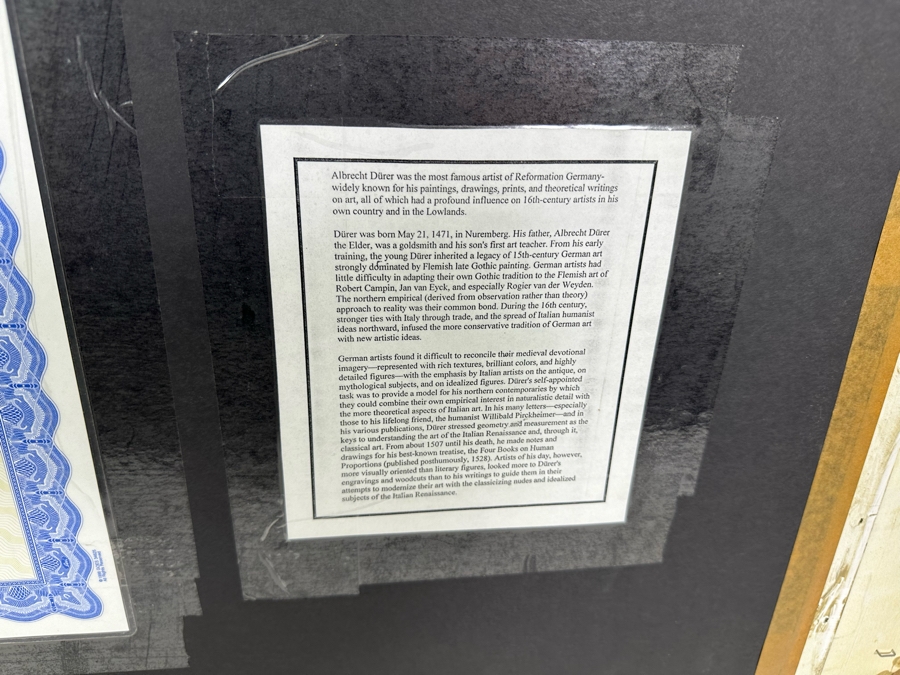 Albrecht Dürer was the most famous artist of Reformation Germany-
widely known for his paintings, drawings, prints, and theoretical writings
on art, all of which had a profound influence on 16th-century artists in his
own country and in the Lowlands.
Dürer was born May 21, 1471, in Nuremberg. His father, Albrecht Dürer
the Elder, was a goldsmith and his son's first art teacher. From his early
training, the young Dürer inherited a legacy of 15th-century German art
strongly dominated by Flemish late Gothic painting. German artists had
little difficulty in adapting their own Gothic tradition to the Flemish art of
Robert Campin, Jan van Eyck, and especially Rogier van der Weyden.
The northern empirical (derived from observation rather than theory)
approach to reality was their common bond. During the 16th century,
stronger ties with Italy through trade, and the spread of Italian humanist
ideas northward, infused the more conservative tradition of German art
with new artistic ideas.
German artists found it difficult to reconcile their medieval devotional
imagery—represented with rich textures, brilliant colors, and highly
detailed figures—with the emphasis by Italian artists on the antique, on
mythological subjects, and on idealized figures. Dürer's self-appointed
task was to provide a model for his northern contemporaries by which
they could combine their own empirical interest in naturalistic detail with
the more theoretical aspects of Italian art. In his many letters—especially
those to his lifelong friend, the humanist Willibald Pirckheimer—and in
his various publications, Dürer stressed geometry and measurement as the
keys to understanding the art of the Italian Renaissance and, through it,
classical art. From about 1507 until his death, he made notes and
drawings for his best-known treatise, the Four Books on Human
Proportions (published posthumously, 1528). Artists of his day, however,
more visually oriented than literary figures, looked more to Dürer's
engravings and woodcuts than to his writings to guide them in their
attempts to modernize their art with the classicizing nudes and idealized
subjects of the Italian Renaissance.